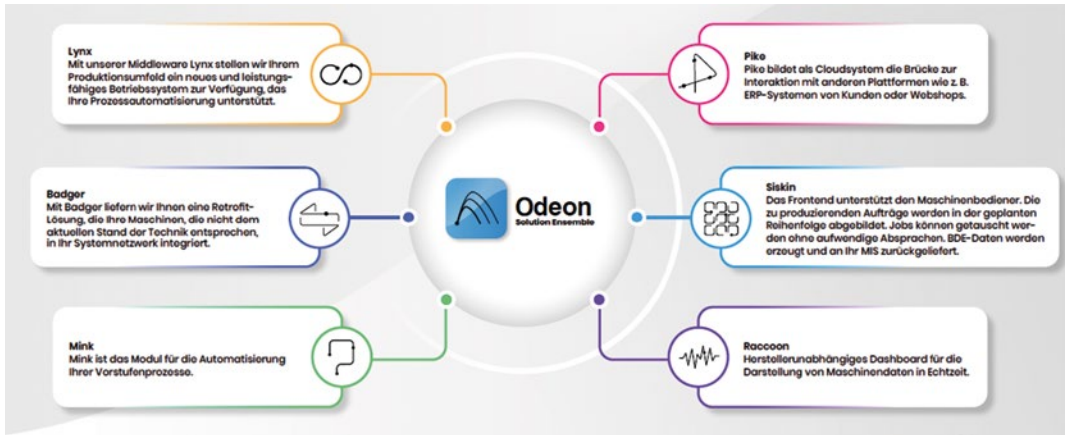 Lynx
Mit unserer Middleware Lynx stellen wir Ihrem
Produktionsumfeld ein neues und leistungs-
fähiges Betriebssystem zur Verfügung, das
Ihre Prozessautomatisierung unterstützt.
Badger
Mit Badger liefern wir Ihnen eine Retrofit-
Lösung, die Ihre Maschinen, die nicht dem
aktuellen Stand der Technik entsprechen,
in Ihr Systemnetzwerk integriert.
Mink
Mink ist das Modul für die Automatisierung
Ihrer Vorstufenprozesse.
Odeon
Solution Ensemble
Pike
Pike bildet als Cloudsystem die Brücke zur
Interaktion mit anderen Plattformen wie z. B.
ERP-Systemen von Kunden oder Webshops.
Siskin
Das Frontend unterstützt den Maschinenbediener. Die
zu produzierenden Aufträge werden in der geplanten
Reihenfolge abgebildet. Jobs können getauscht wer-
den ohne aufwendige Absprachen. BDE-Daten werden
erzeugt und an Ihr MIS zurückgeliefert.
Raccoon
Herstellerunabhängiges Dashboard für die
Darstellung von Maschinendaten in Echtzeit.